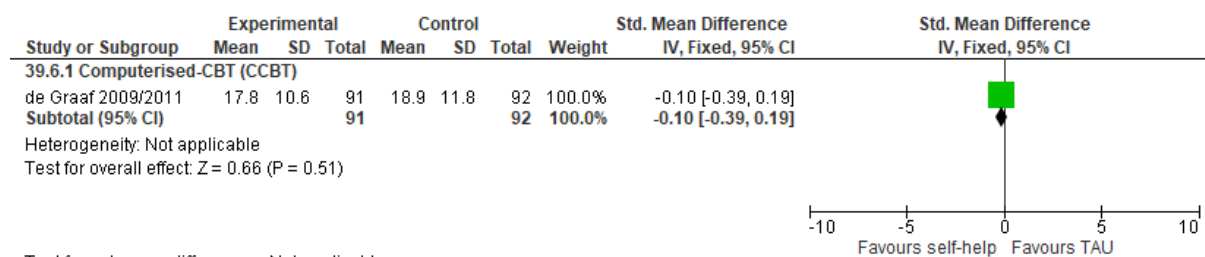 Experimental Control Std. Mean Difference Std. Mean Difference
Study or Subgroup Mean SD Total Mean SD Total Weight IV, Fixed, 95% CI IV, Fixed, 95% CI
39.6.1 Computerised-CBT (CCBT)
de Graaf 2009/2011 17.8 10.6 91 18.9 11.8 92 100.0% -0.10 [-0.39, 0.19]
Subtotal (95% CI) 91 92 100.0% -0.10 [-0.39, 0.19]
Heterogeneity: Not applicable
Test for overall effect: Z = 0.66 (P = 0.51)
-10 -5 0 5 10
Favours self-help Favours TAU